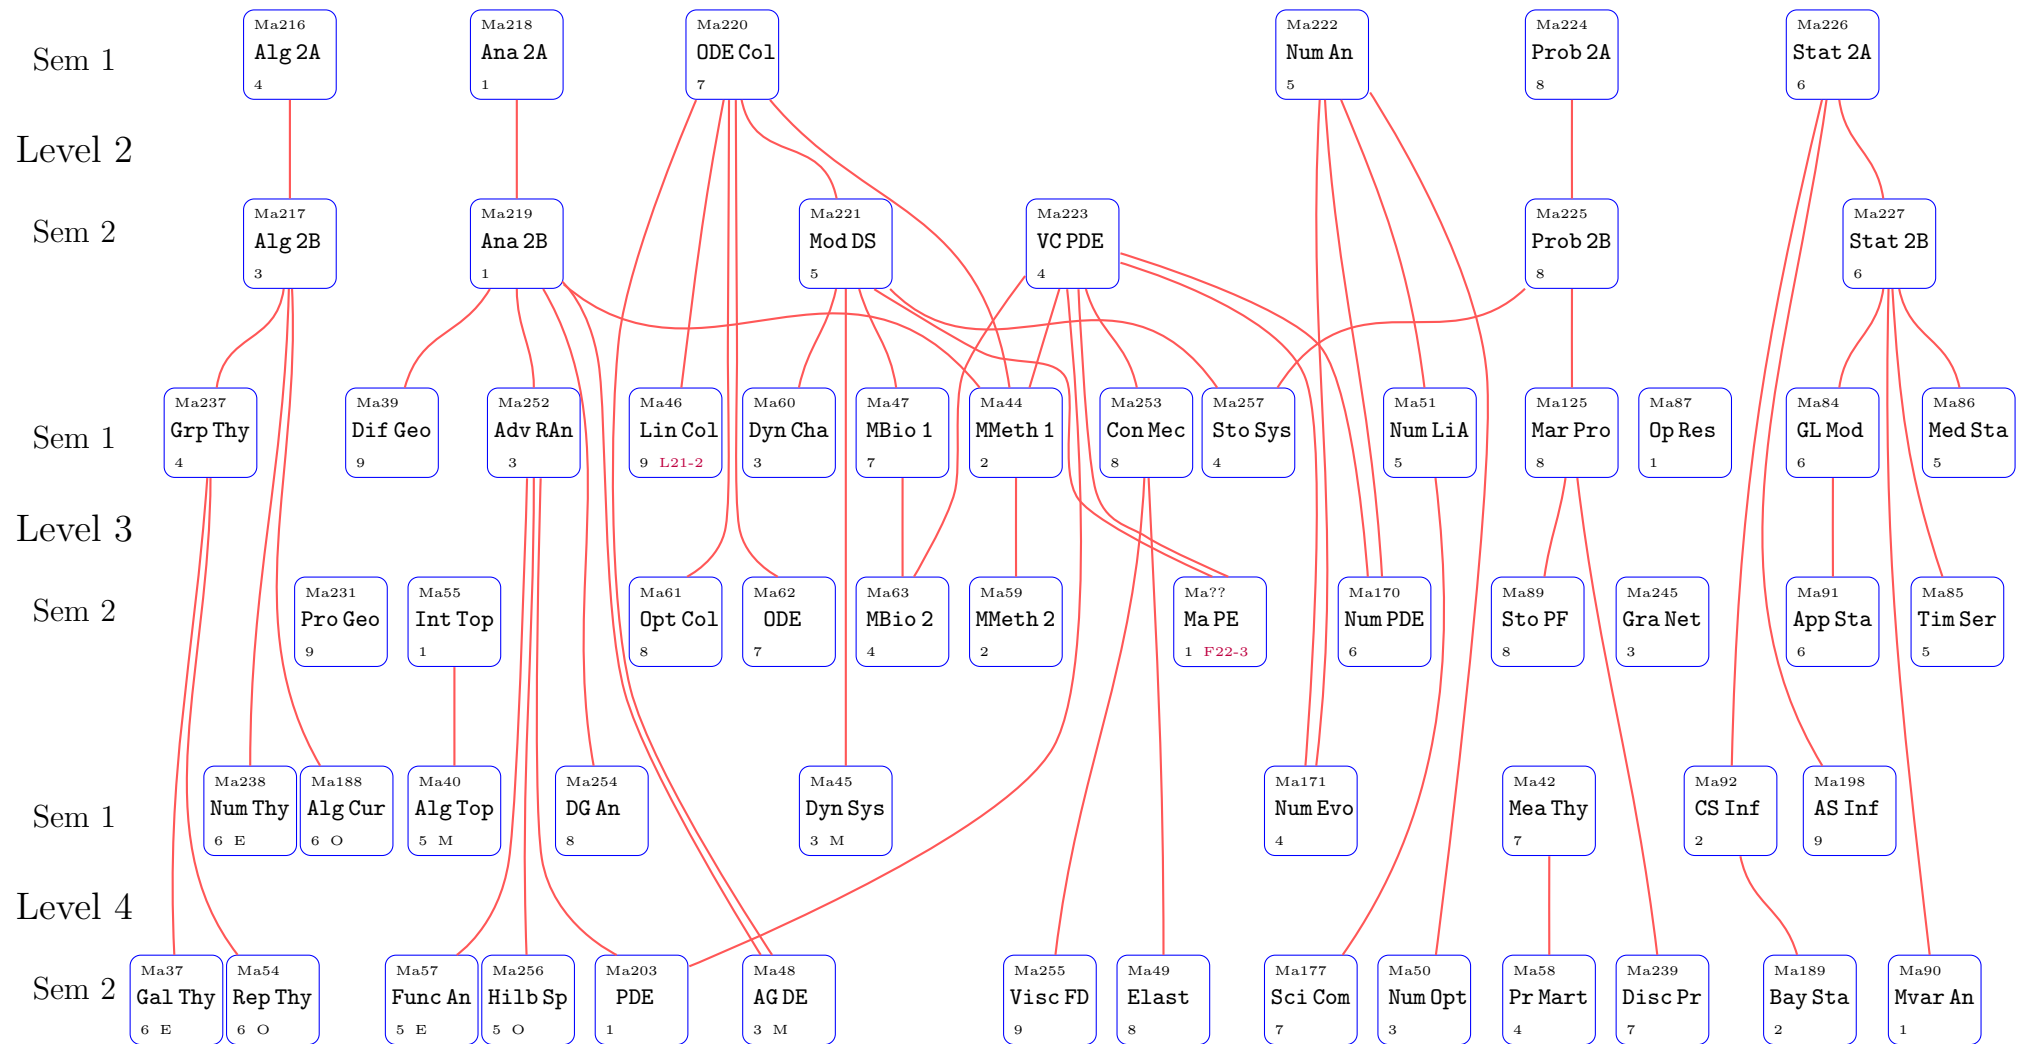 Sem 1
Ma216
Alg 2A
4
Ma218
Ana 2A
1
Ma220
ODE Col
7
Ma222
Num An
5
Ma224
Prob 2A
8
Ma226
Stat 2A
6
Level 2
Sem 2
Ma217
Alg 2B
3
Ma219
Ana 2B
1
Ma221
Mod DS
5
Ma223
VC PDE
4
Ma225
Prob 2B
8
Ma227
Stat 2B
6
Sem 1
Ma237
Grp Thy
4
Ma39
Dif Geo
9
Ma252
Adv RAn
3
Ma46
Lin Col
9 L21-2
Ma60
Dyn Cha
3
Ma47
MBio 1
7
Ma44
MMeth 1
2
Ma253
Con Mec
8
Ma257
Sto Sys
4
Ma51
Num LiA
5
Ma125
Mar Pro
8
Ma87
Op Res
1
Ma84
GL Mod
6
Ma86
Med Sta
5
Level 3
Sem 2
Ma231
Pro Geo
9
Ma55
Int Top
1
Ma61
Opt Col
8
Ma62
ODE
7
Ma63
MBio 2
4
Ma59
MMeth 2
2
Ma??
Ma PE
1 F22-3
Ma170
Num PDE
6
Ma89
Sto PF
8
Ma245
Gra Net
3
Ma91
App Sta
6
Ma85
Tim Ser
5
Sem 1
Ma238
Num Thy
6 E
Ma188
Alg Cur
6 O
Ma40
Alg Top
5 M
Ma254
DG An
8
Ma45
Dyn Sys
3 M
Ma171
Num Evo
4
Ma42
Mea Thy
7
Ma92
CS Inf
2
Ma198
AS Inf
9
Level 4
Sem 2
Ma37
Gal Thy
6 E
Ma54
Rep Thy
6 O
Ma57
Func An
5 E
Ma256
Hilb Sp
5 O
Ma203
PDE
1
Ma48
AG DE
3 M
Ma255
Visc FD
9
Ma49
Elast
8
Ma177
Sci Com
7
Ma50
Num Opt
3
Ma58
Pr Mart
4
Ma239
Disc Pr
7
Ma189
Bay Sta
2
Ma90
Mvar An
1